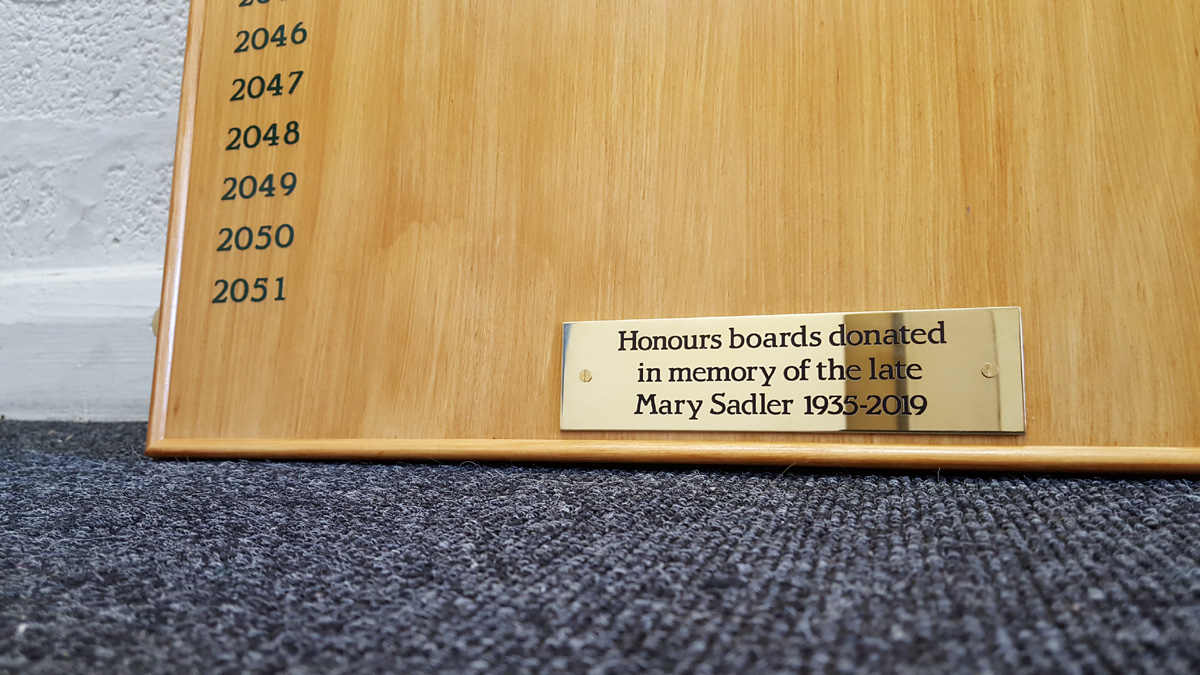 2046
2047
2048
2049
2050
2051
Honours boards donated
in memory of the late
Mary Sadler 1935-2019